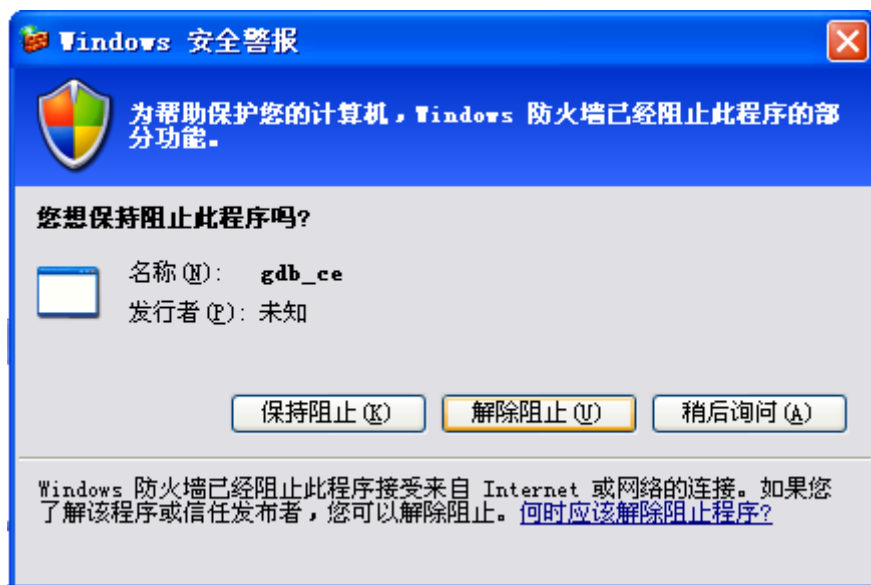 Windows 安全警报
为帮助保护您的计算机，Windows 防火墙已经阻止此程序的部
分功能。
您想保持阻止此程序吗?
名称(N): gdb_ce
发行者(P): 未知
保持阻止(K) 解除阻止(U) 稍后询问(A)
Windows 防火墙已经阻止此程序接受来自 Internet 或网络的连接。如果您
了解该程序或信任发布者，您可以解除阻止。何时应该解除阻止程序?